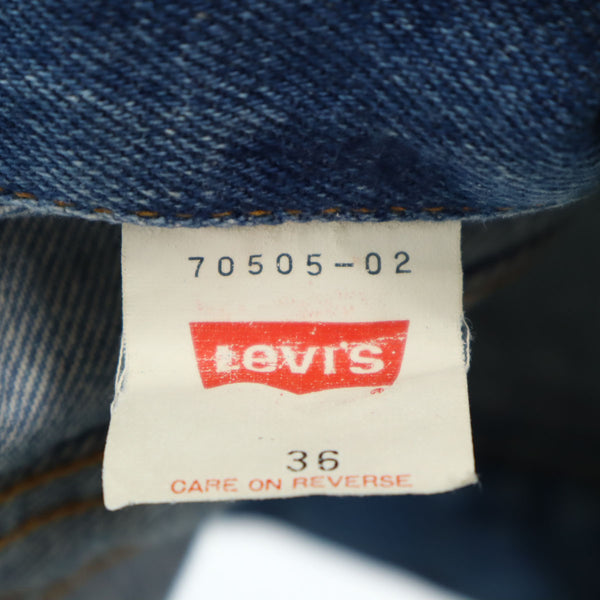 70505-02
LEVI'S
®
36
CARE ON REVERSE